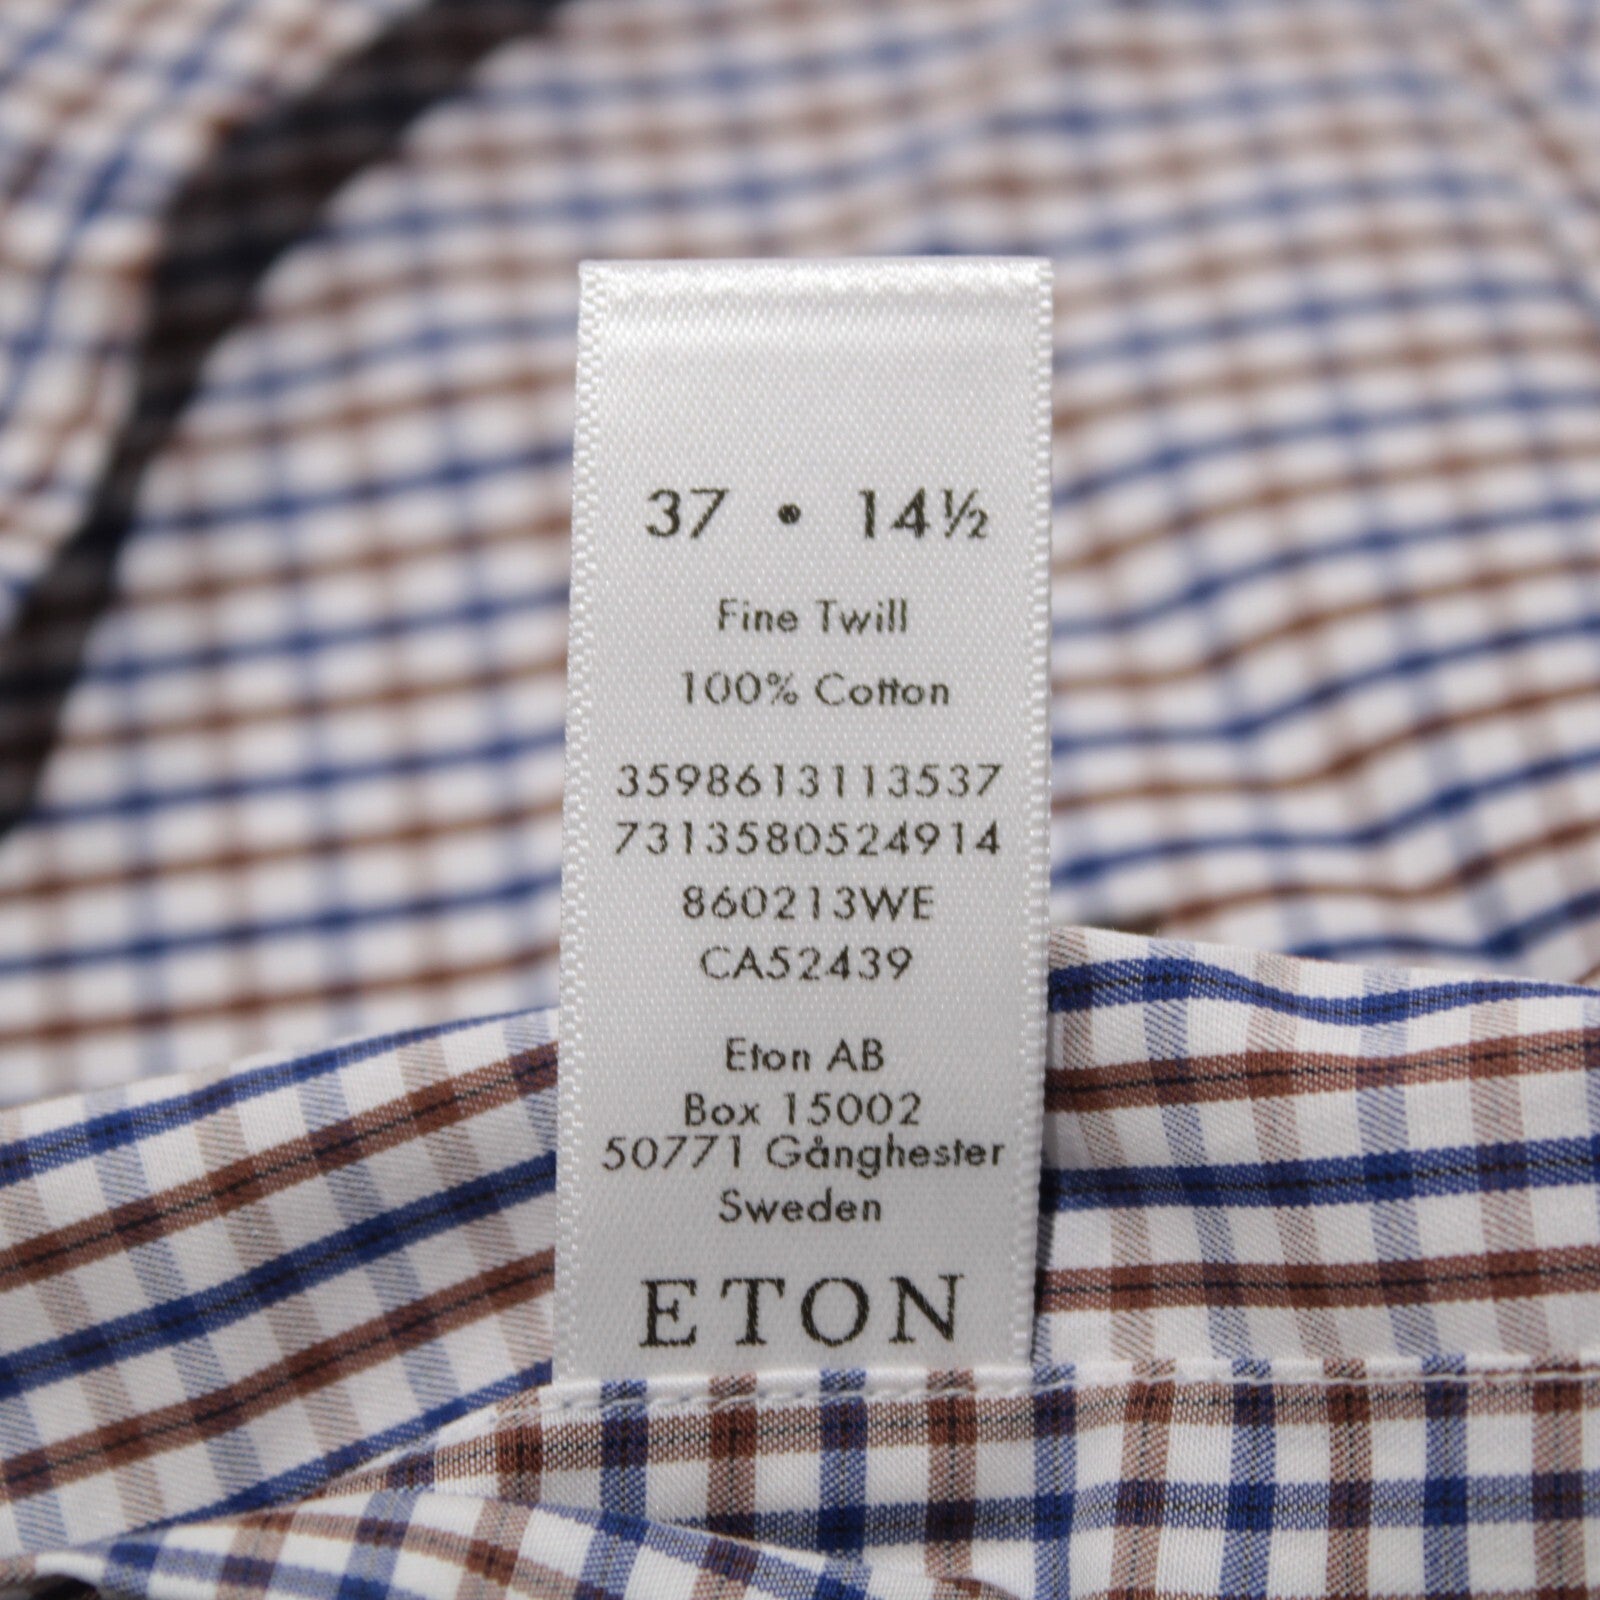 37 • 14½
Fine Twill
100% Cotton
3598613113537
7313580524914
860213WE
CA52439
Eton AB
Box 15002
50771 Gånghester
Sweden
ETON